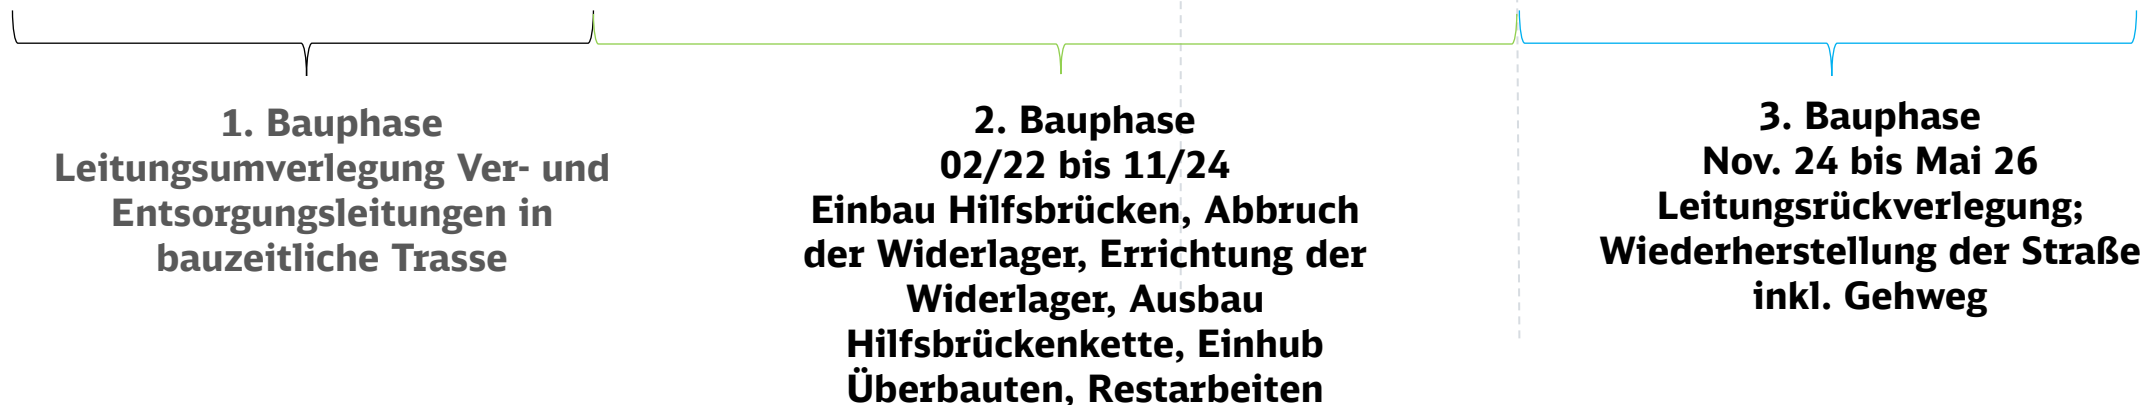 1. Bauphase
Leitungsumverlegung Ver- und
Entsorgungsleitungen in
bauzeitliche Trasse
2. Bauphase
02/22 bis 11/24
Einbau Hilfsbrücken, Abbruch
der Widerlager, Errichtung der
Widerlager, Ausbau
Hilfsbrückenkette, Einhub
Überbauten, Restarbeiten
3. Bauphase
Nov. 24 bis Mai 26
Leitungsrückverlegung;
Wiederherstellung der Straße
inkl. Gehweg